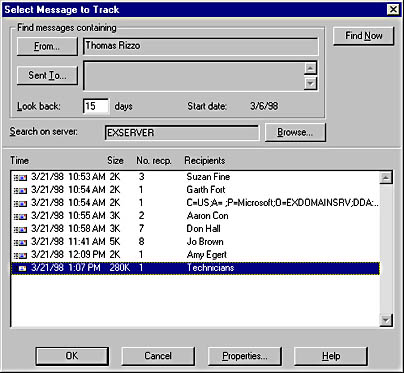 Select Message to Track
Find messages containing
From... Thomas Rizzo
Find Now
Sent To...
Look back: 15 days Start date: 3/6/98
Search on server: EXSERVER Browse...
Time Size No. recp. Recipients
3/21/98 10:53 AM 2K 3 Suzan Fine
3/21/98 10:54 AM 2K 1 Garth Fort
3/21/98 10:54 AM 2K 1 C=US;A= ;P=Microsoft;O=EXDOMAINSRV;DDA:
3/21/98 10:55 AM 3K 2 Aaron Con
3/21/98 10:58 AM 3K 7 Don Hall
3/21/98 11:41 AM 5K 8 Jo Brown
3/21/98 12:09 PM 2K 1 Amy Egert
3/21/98 1:07 PM 280K 1 Technicians
OK Cancel Properties... Help